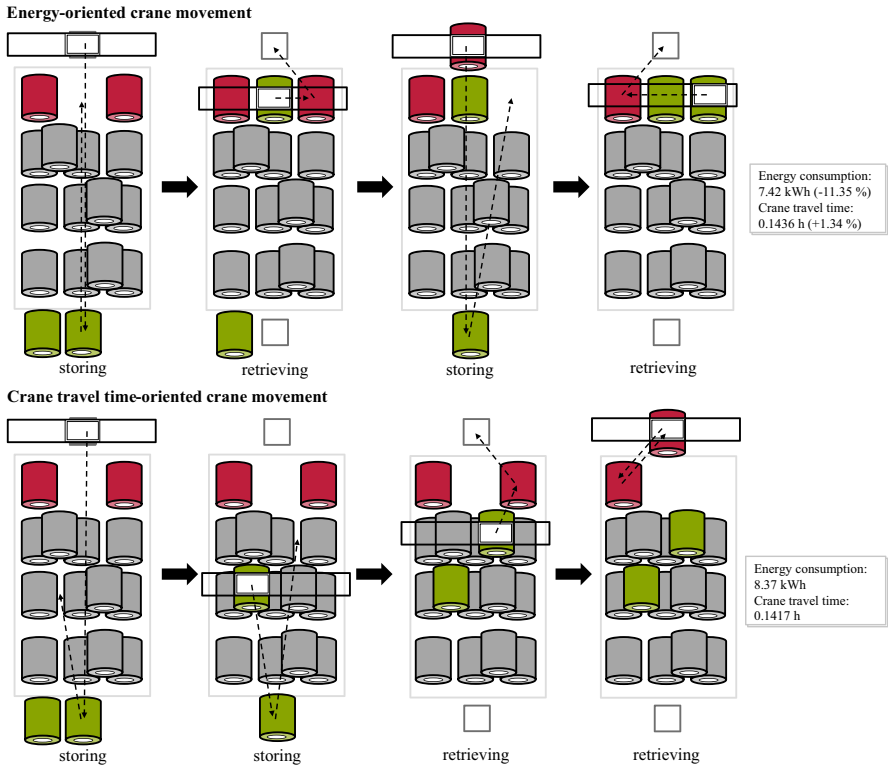 Energy-oriented crane movement
storing
retrieving
storing
retrieving
Energy consumption:
7.42 kWh (-11.35 %)
Crane travel time:
0.1436 h (+1.34 %)
Crane travel time-oriented crane movement
storing
storing
retrieving
retrieving
Energy consumption:
8.37 kWh
Crane travel time:
0.1417 h